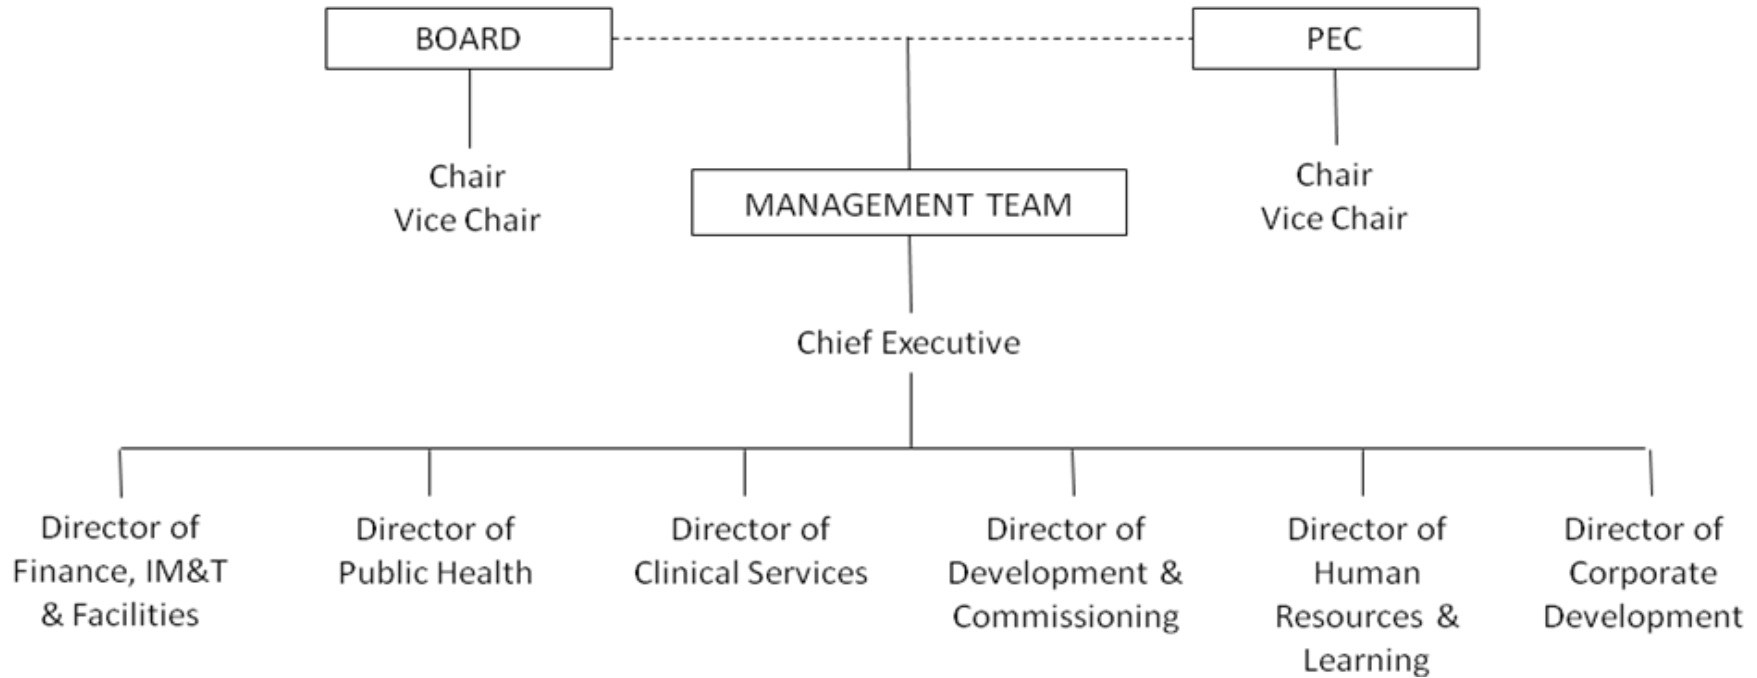 BOARD
PEC
Chair
Vice Chair
MANAGEMENT TEAM
Chair
Vice Chair
Chief Executive
Director of
Finance, IM&T
& Facilities
Director of
Public Health
Director of
Clinical Services
Director of
Development &
Commissioning
Director of
Human
Resources &
Learning
Director of
Corporate
Development